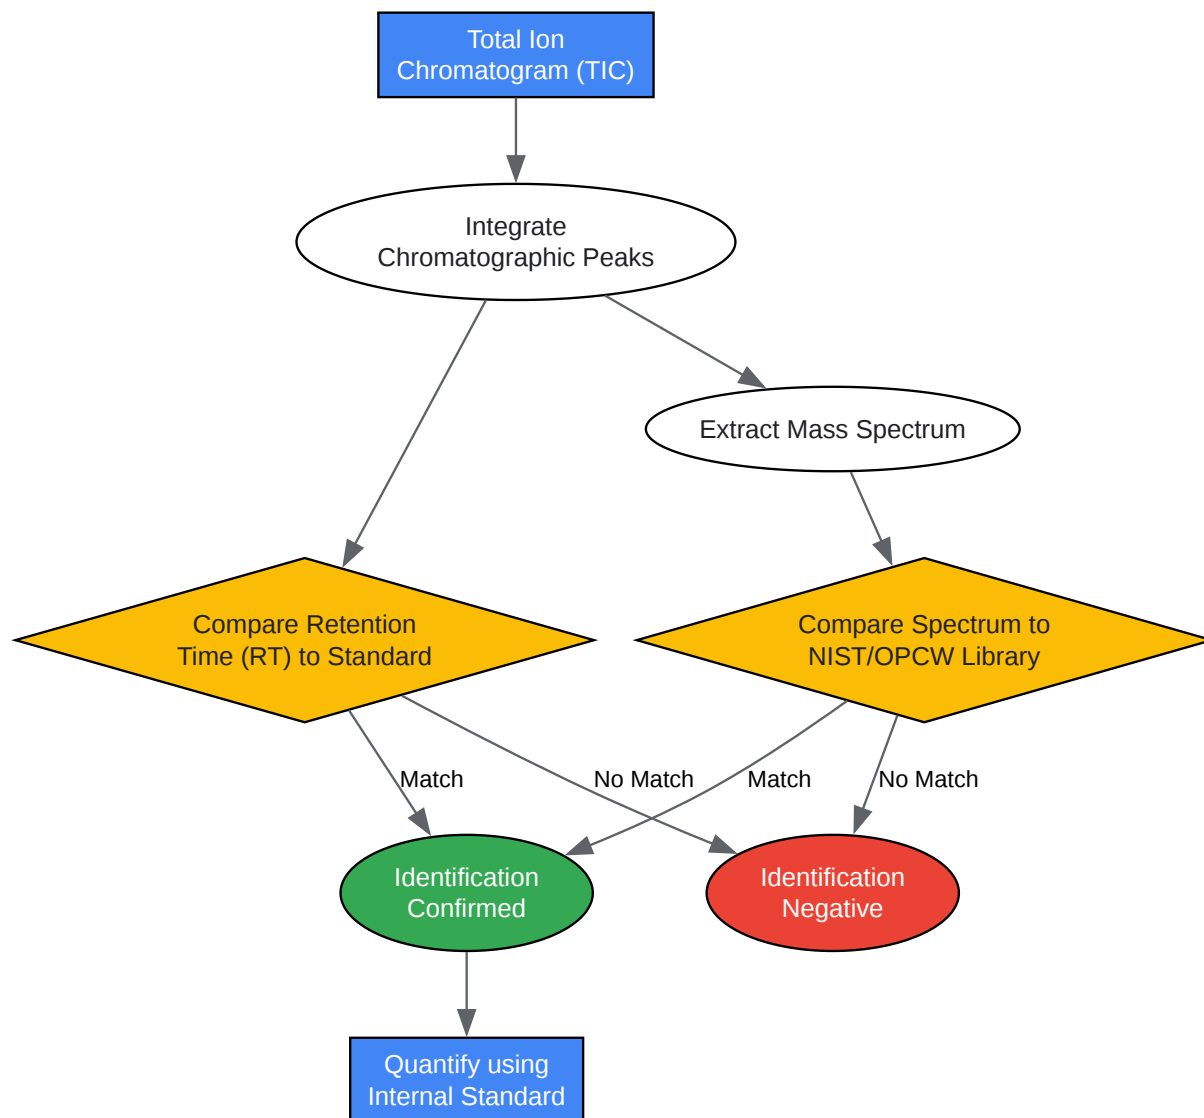 Total Ion
Chromatogram (TIC)
Integrate
Chromatographic Peaks
Extract Mass Spectrum
Compare Retention
Time (RT) to Standard
Compare Spectrum to
NIST/OPCW Library
Match
No Match
Match
No Match
Identification
Confirmed
Identification
Negative
Quantify using
Internal Standard